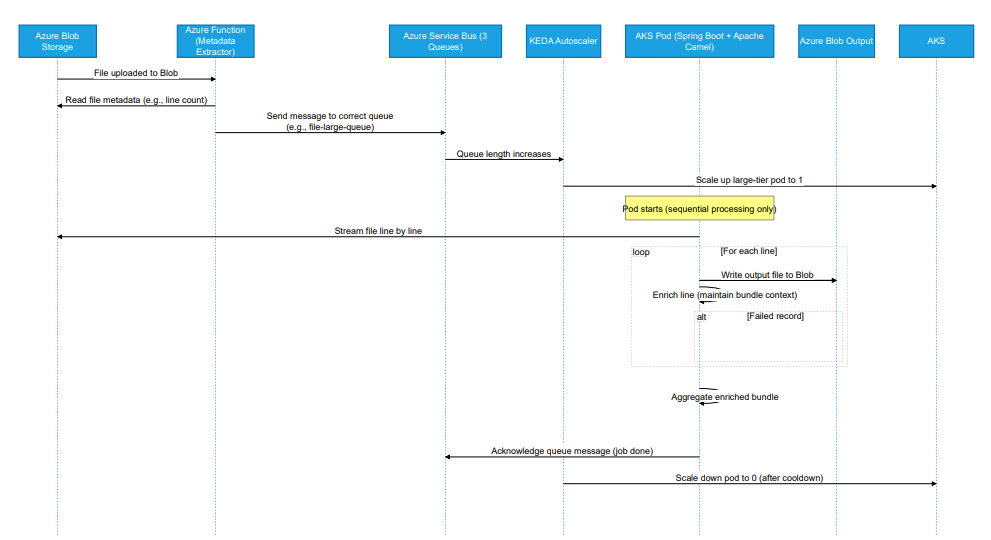 Azure Blob
Storage
Azure Function
(Metadata
Extractor)
Azure Service Bus (3
Queues)
KEDA Autoscaler
AKS Pod (Spring Boot + Apache
Camel)
Azure Blob Output
AKS
File uploaded to Blob
Read file metadata (e.g., line count)
Send message to correct queue
(e.g., file-large-queue)
Queue length increases
Scale up large-tier pod to 1
Pod starts (sequential processing only)
Stream file line by line
loop
[For each line]
Write output file to Blob
Enrich line (maintain bundle context)
alt
[Failed record]
Aggregate enriched bundle
Acknowledge queue message (job done)
Scale down pod to 0 (after cooldown)